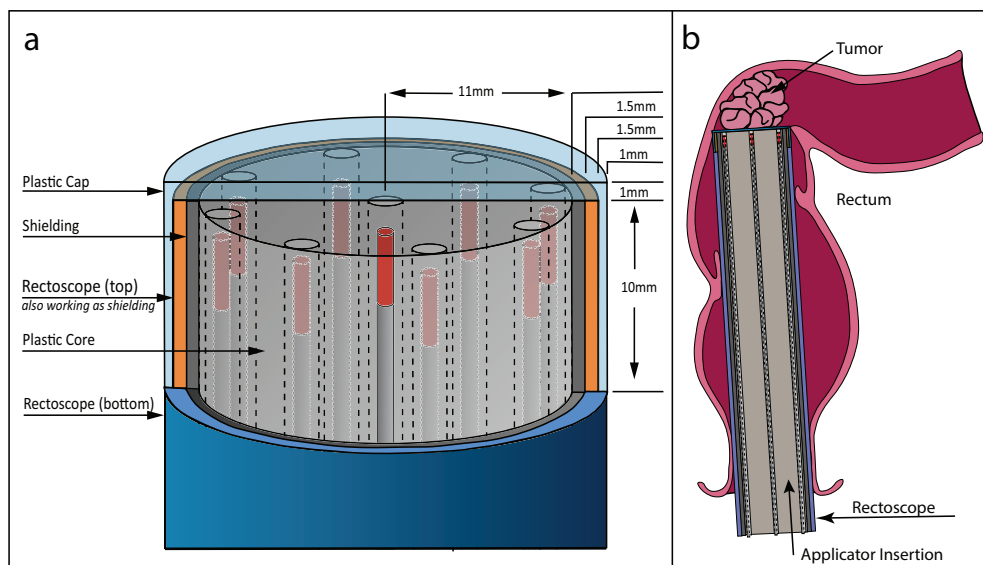 a
11mm
1.5mm
1.5mm
1mm
1mm
10mm
Plastic Cap
Shielding
Rectoscope (top)
also working as shielding
Plastic Core
Rectoscope (bottom)
b
Tumor
Rectum
Rectoscope
Applicator Insertion